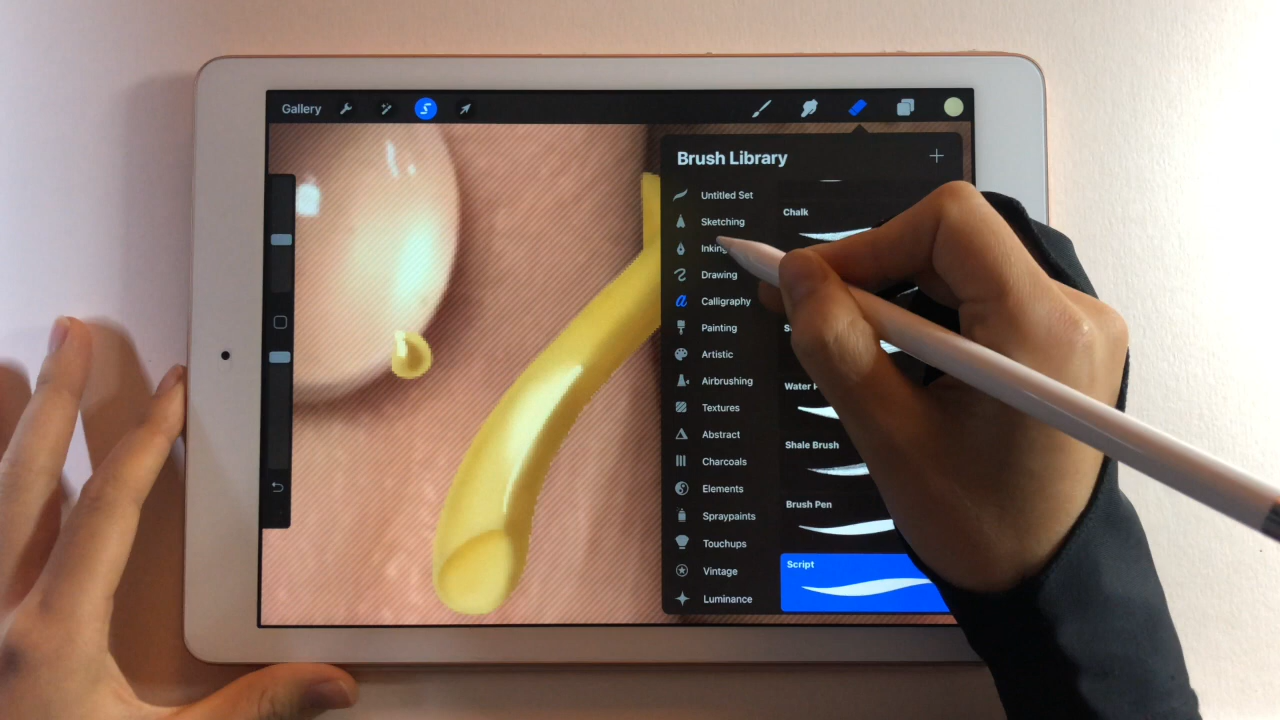 Gallery
Brush Library
Untitled Set
Sketching
Inking
Drawing
Calligraphy
Painting
Artistic
Airbrushing
Textures
Abstract
Charcoals
Elements
Spraypaints
Touchups
Vintage
Luminance
Chalk
Water
Shale Brush
Brush Pen
Script